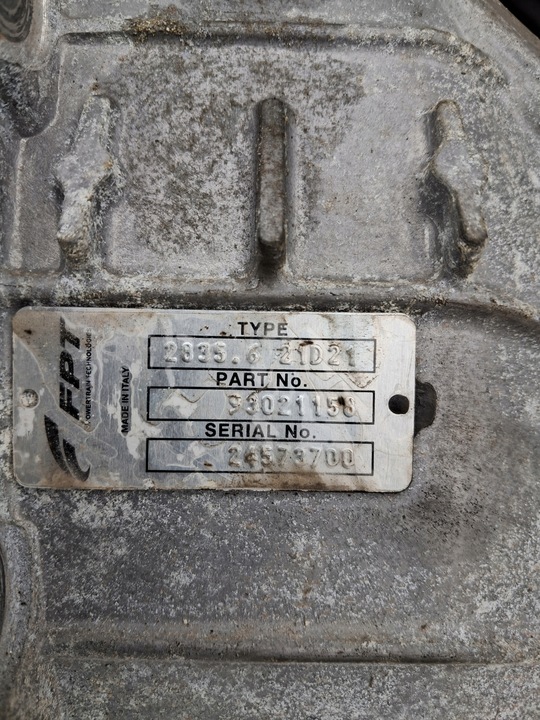 FPT
POWERTRAIN TECHNOLOGIES
MADE IN ITALY
TYPE
2835.6 21D21
PART No.
93021158
SERIAL No.
24573700